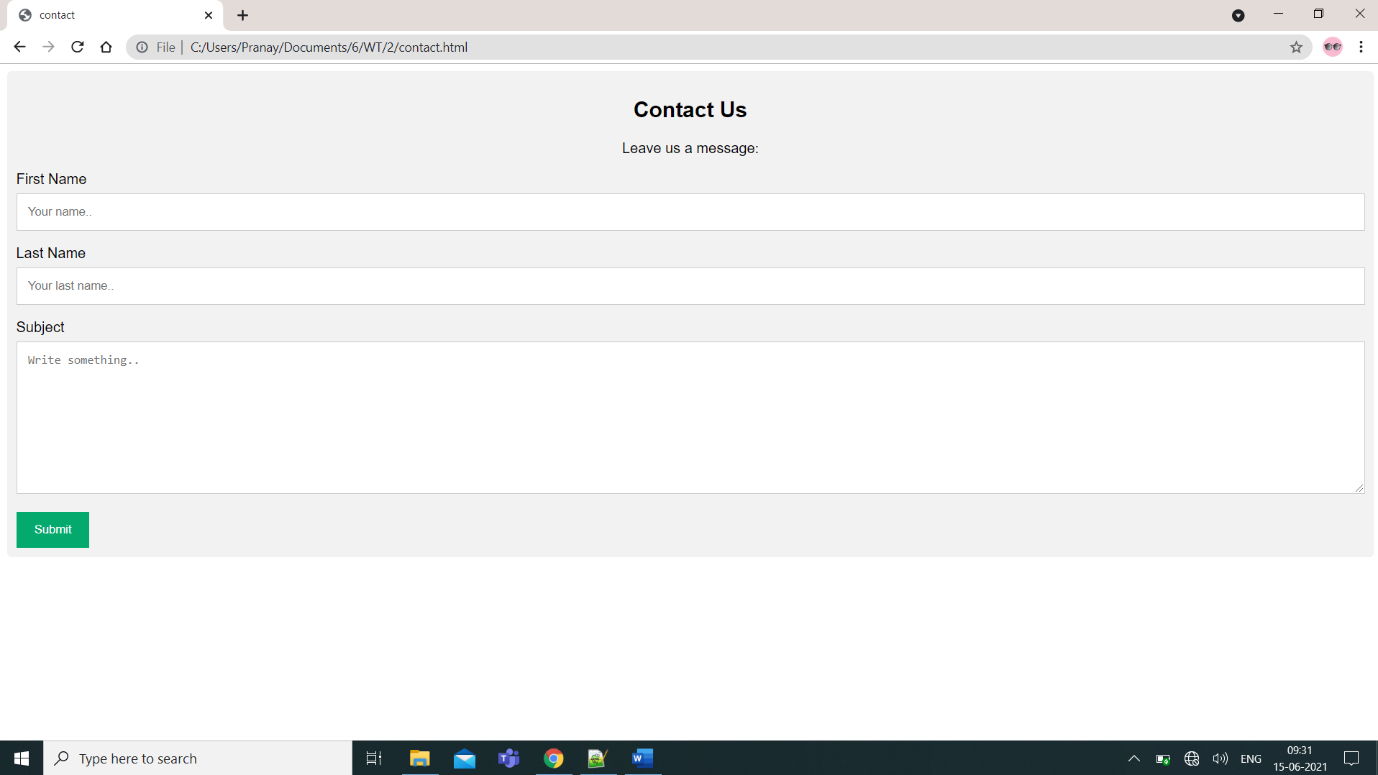 contact
File
C:/Users/Pranay/Documents/6/WT/2/contact.html
Contact Us
Leave us a message:
First Name
Your name..
Last Name
Your last name..
Subject
Write something..
Submit
Type here to search
ENG
09:31
15-06-2021